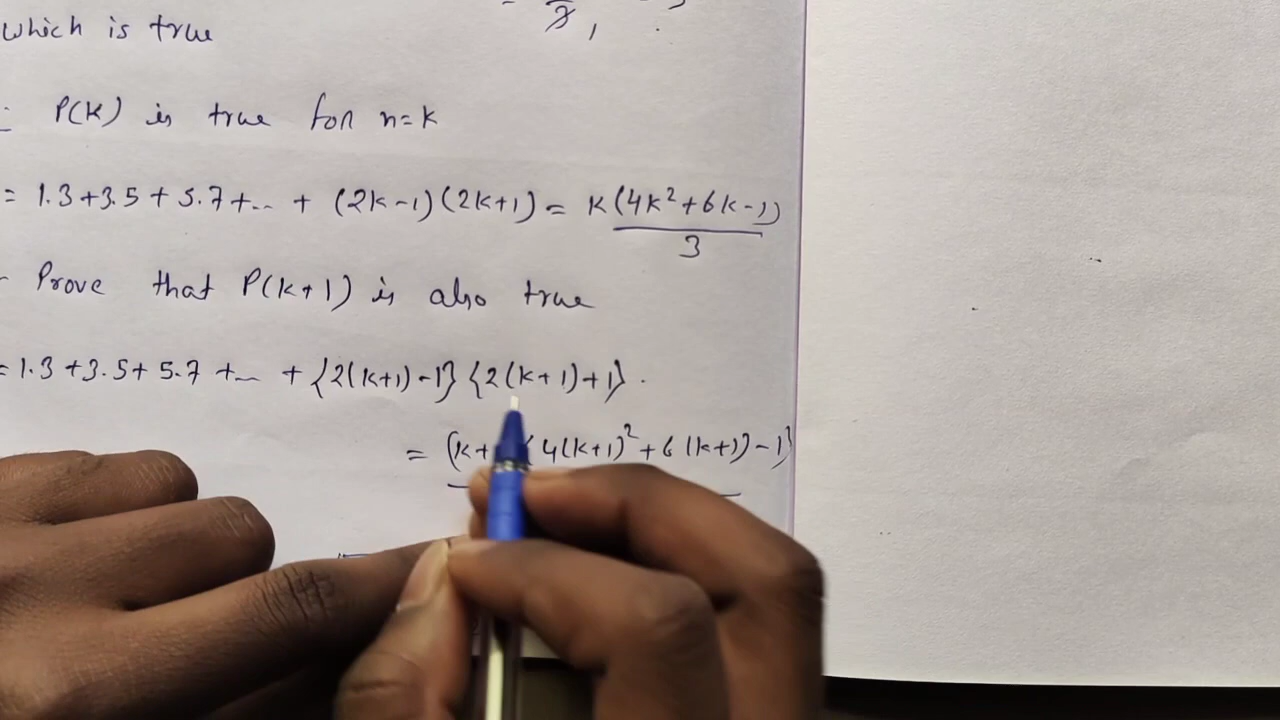 which is true
P(K) is true for n=k
= 1.3+3.5+5.7+... + (2k-1)(2k+1) = k(4k²+6k-1)
3
Prove that P(k+1) is also true
= 1.3+3.5+5.7+... + {2(k+1)-1} {2(k+1)+1}.
= (k+ 4(k+1)²+6(k+1)-1}